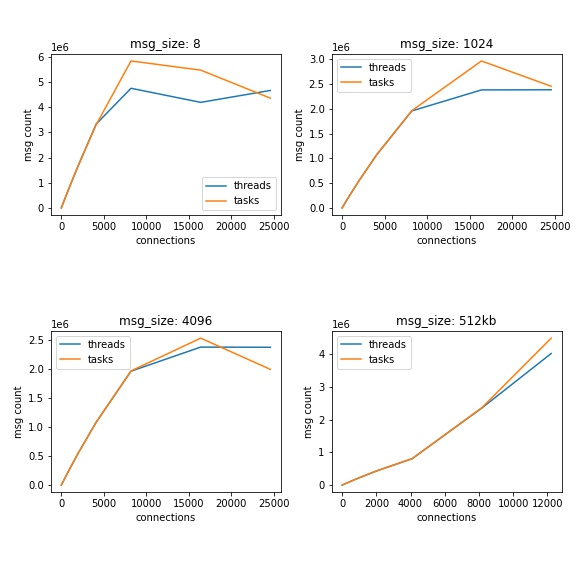 msg_size: 8
1e6
6
5
4
3
2
1
0
msg count
threads
tasks
0 5000 10000 15000 20000 25000
connections
msg_size: 1024
1e6
3.0
2.5
2.0
1.5
1.0
0.5
0.0
msg count
threads
tasks
0 5000 10000 15000 20000 25000
connections
msg_size: 4096
1e6
2.5
2.0
1.5
1.0
0.5
0.0
msg count
threads
tasks
0 5000 10000 15000 20000 25000
connections
msg_size: 512kb
1e6
4
3
2
1
0
msg count
threads
tasks
0 2000 4000 6000 8000 10000 12000
connections